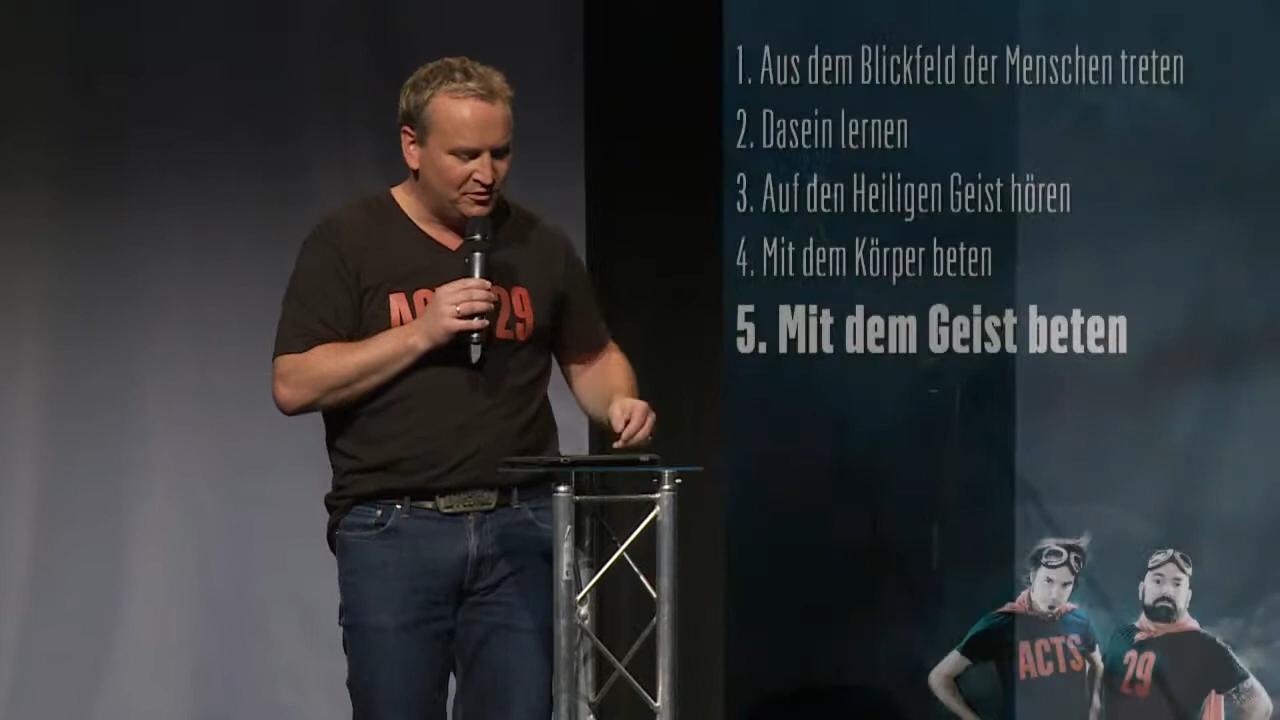 1. Aus dem Blickfeld der Menschen treten
2. Dasein lernen
3. Auf den Heiligen Geist hören
4. Mit dem Körper beten
5. Mit dem Geist beten
29
ACTS
29